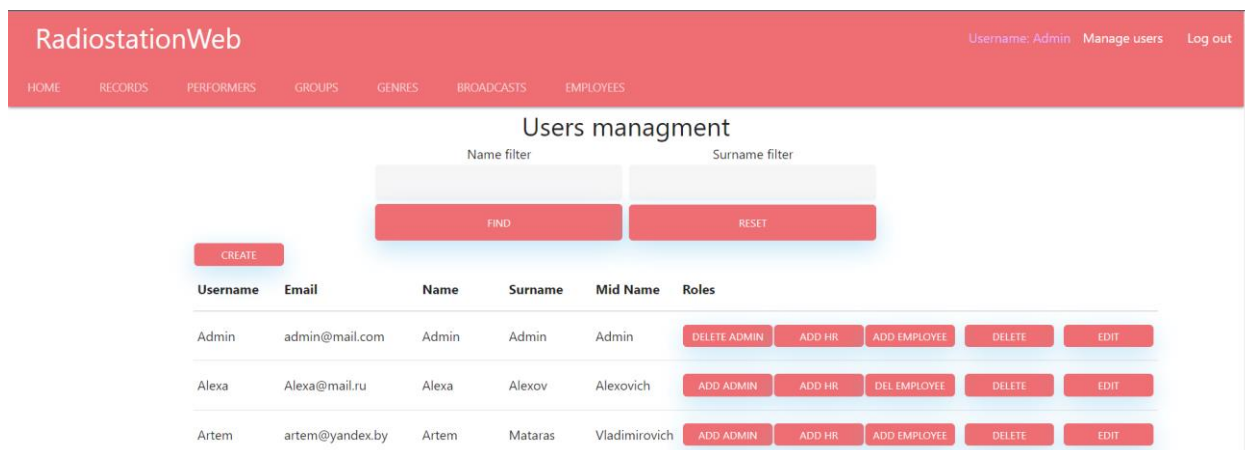 RadiostationWeb
Username: Admin Manage users Log out
HOME RECORDS PERFORMERS GROUPS GENRES BROADCASTS EMPLOYEES
Users managment
Name filter Surname filter
FIND RESET
CREATE
Username Email Name Surname Mid Name Roles
Admin admin@mail.com Admin Admin Admin DELETE ADMIN ADD HR ADD EMPLOYEE DELETE EDIT
Alexa Alexa@mail.ru Alexa Alexov Alexovich ADD ADMIN ADD HR DEL EMPLOYEE DELETE EDIT
Artem artem@yandex.by Artem Mataras Vladimirovich ADD ADMIN ADD HR ADD EMPLOYEE DELETE EDIT